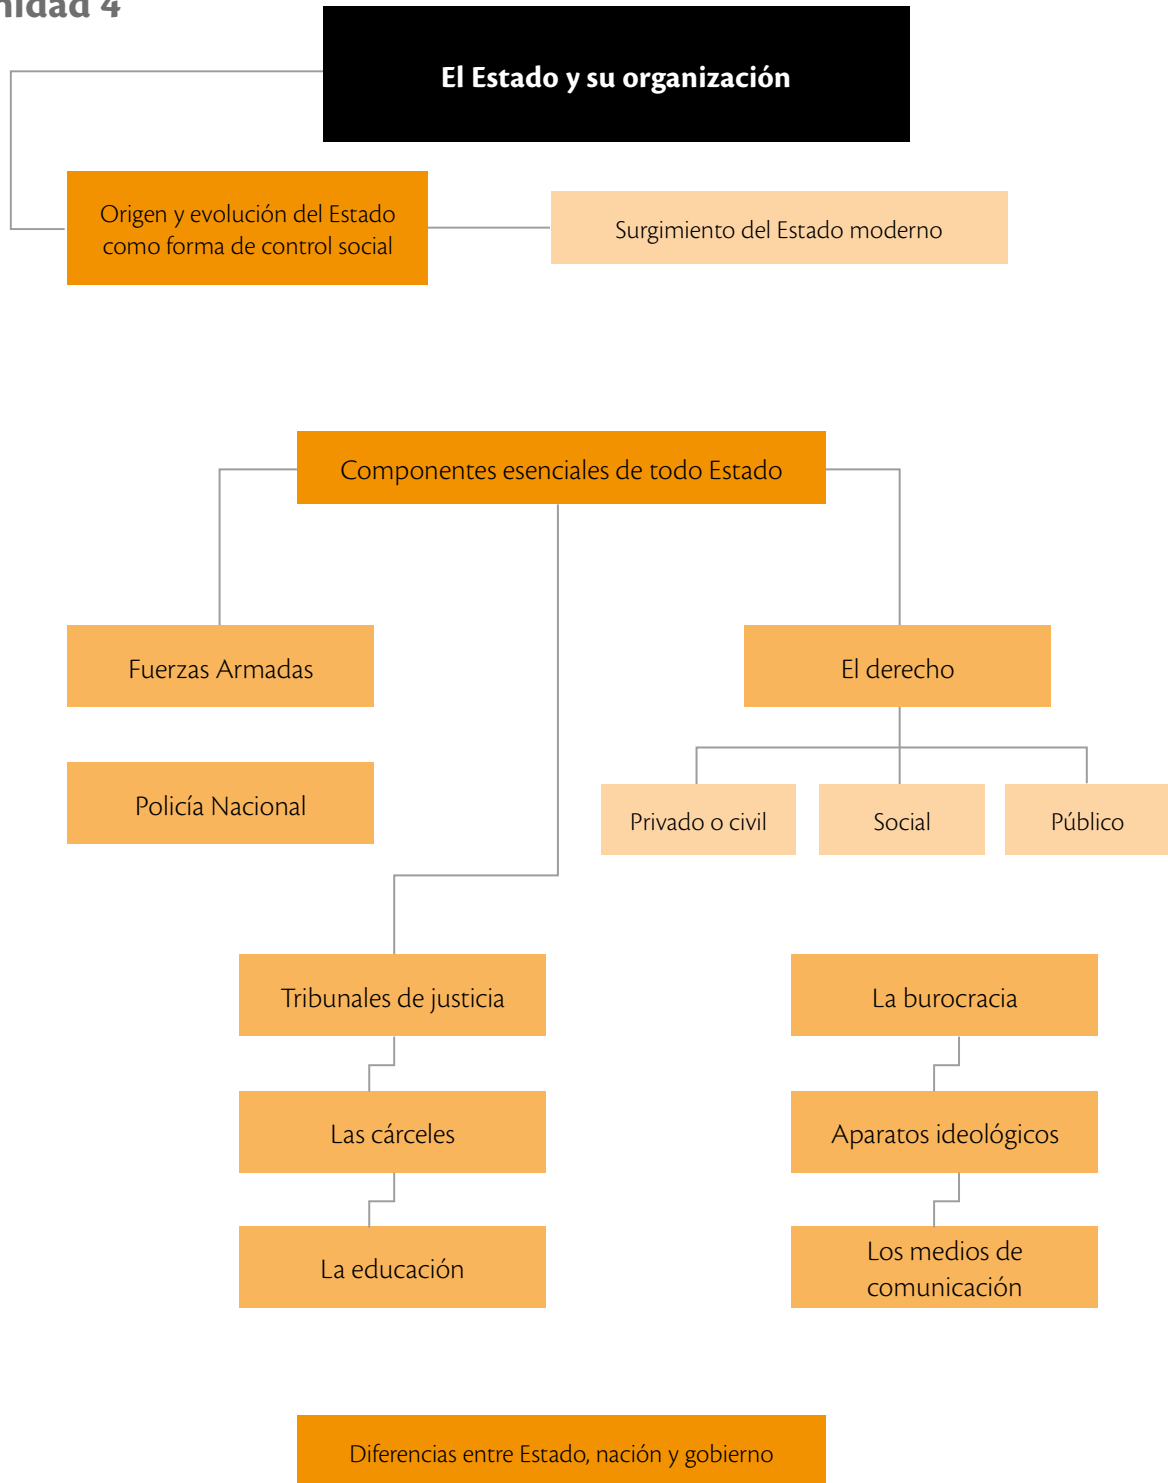 nidad 4
El Estado y su organización
Origen y evolución del Estado
como forma de control social
Surgimiento del Estado moderno
Componentes esenciales de todo Estado
Fuerzas Armadas
El derecho
Policía Nacional
Privado o civil
Social
Público
Tribunales de justicia
La burocracia
Las cárceles
Aparatos ideológicos
La educación
Los medios de
comunicación
Diferencias entre Estado, nación y gobierno